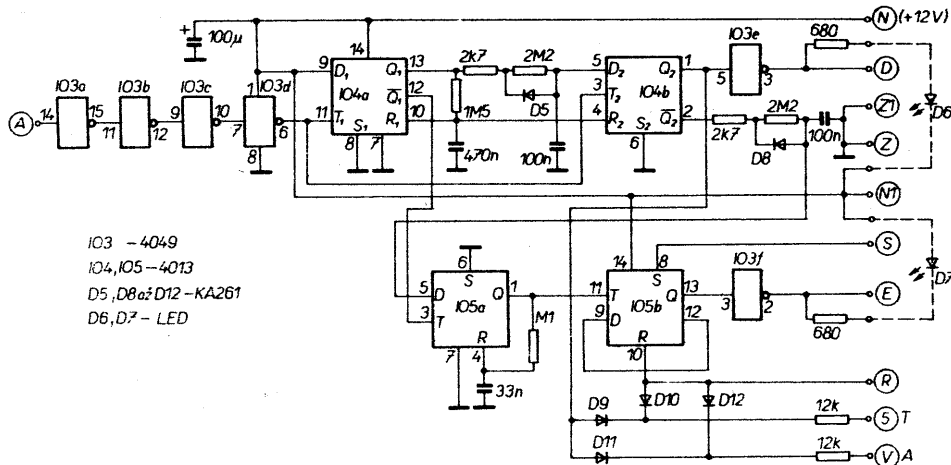 N (+12V)
+
100μ
680
14
13
2k7
2M2
IO3e
D
IO3a
IO3b
IO3c
IO3d
1
9
D1
Q1
12
5
D2
Q2
1
5
3
Z1
D6
A
14
15
9
10
IO4a
Q1
D5
3
T2
IO4b
11
12
7
6
11
T1
R1
10
1M5
4
R2
Q2
2
2M2
100n
S1
S2
2k7
Z
8
8
7
470n
100n
6
D8
N1
IO3 - 4049
IO4, IO5 - 4013
D5, D8 až D12 - KA261
D6, D7 - LED
6
14
8
S
IO3f
S
S
D7
5
D
Q
1
11
T
Q
13
E
IO5a
IO5b
3
2
3
T
M1
9
D
12
R
R
680
7
4
10
33n
R
D9
D10
D12
12k
5 T
D11
12k
V A